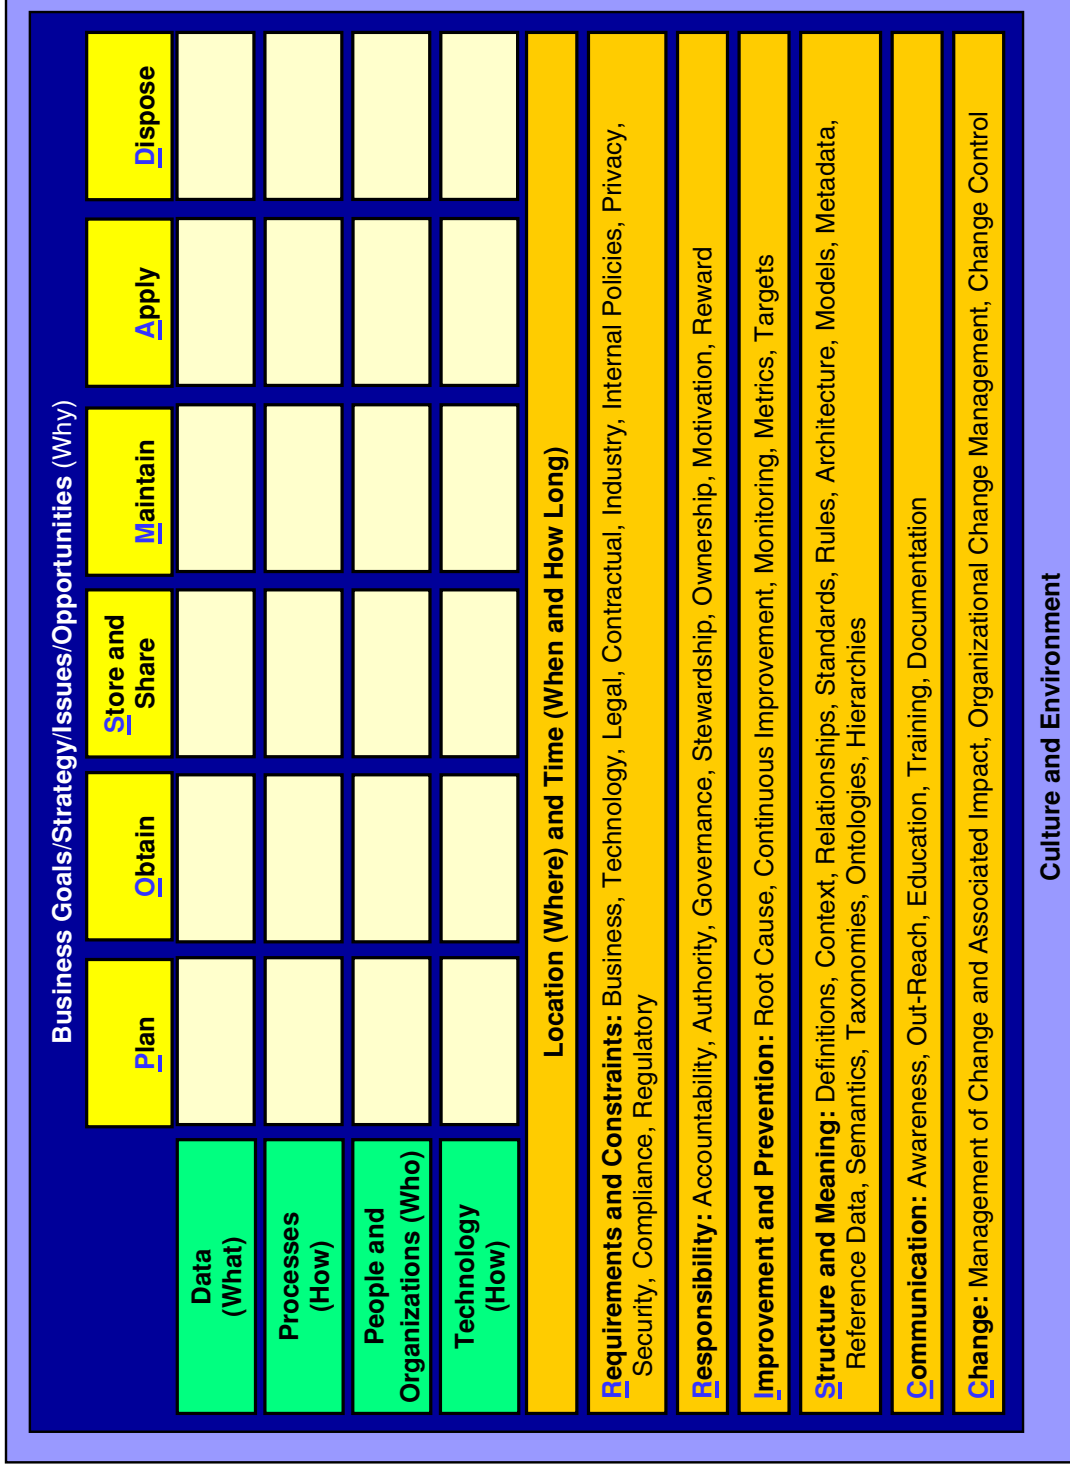 Business Goals/Strategy/Issues/Opportunities (Why)
Plan
Obtain
Store and
Share
Maintain
Apply
Dispose
Data
(What)
Processes
(How)
People and
Organizations (Who)
Technology
(How)
Location (Where) and Time (When and How Long)
Requirements and Constraints: Business, Technology, Legal, Contractual, Industry, Internal Policies, Privacy,
Security, Compliance, Regulatory
Responsibility: Accountability, Authority, Governance, Stewardship, Ownership, Motivation, Reward
Improvement and Prevention: Root Cause, Continuous Improvement, Monitoring, Metrics, Targets
Structure and Meaning: Definitions, Context, Relationships, Standards, Rules, Architecture, Models, Metadata,
Reference Data, Semantics, Taxonomies, Ontologies, Hierarchies
Communication: Awareness, Out-Reach, Education, Training, Documentation
Change: Management of Change and Associated Impact, Organizational Change Management, Change Control
Culture and Environment